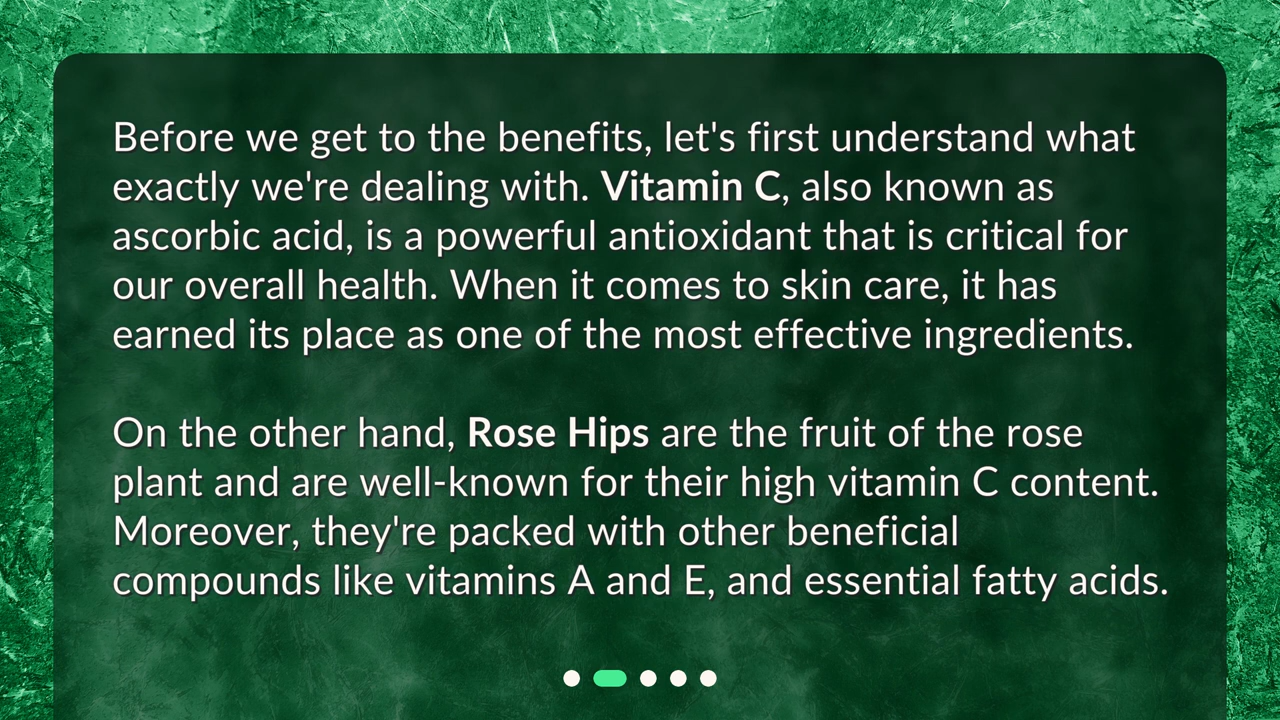 Before we get to the benefits, let's first understand what
exactly we're dealing with. Vitamin C, also known as
ascorbic acid, is a powerful antioxidant that is critical for
our overall health. When it comes to skin care, it has
earned its place as one of the most effective ingredients.
On the other hand, Rose Hips are the fruit of the rose
plant and are well-known for their high vitamin C content.
Moreover, they're packed with other beneficial
compounds like vitamins A and E, and essential fatty acids.